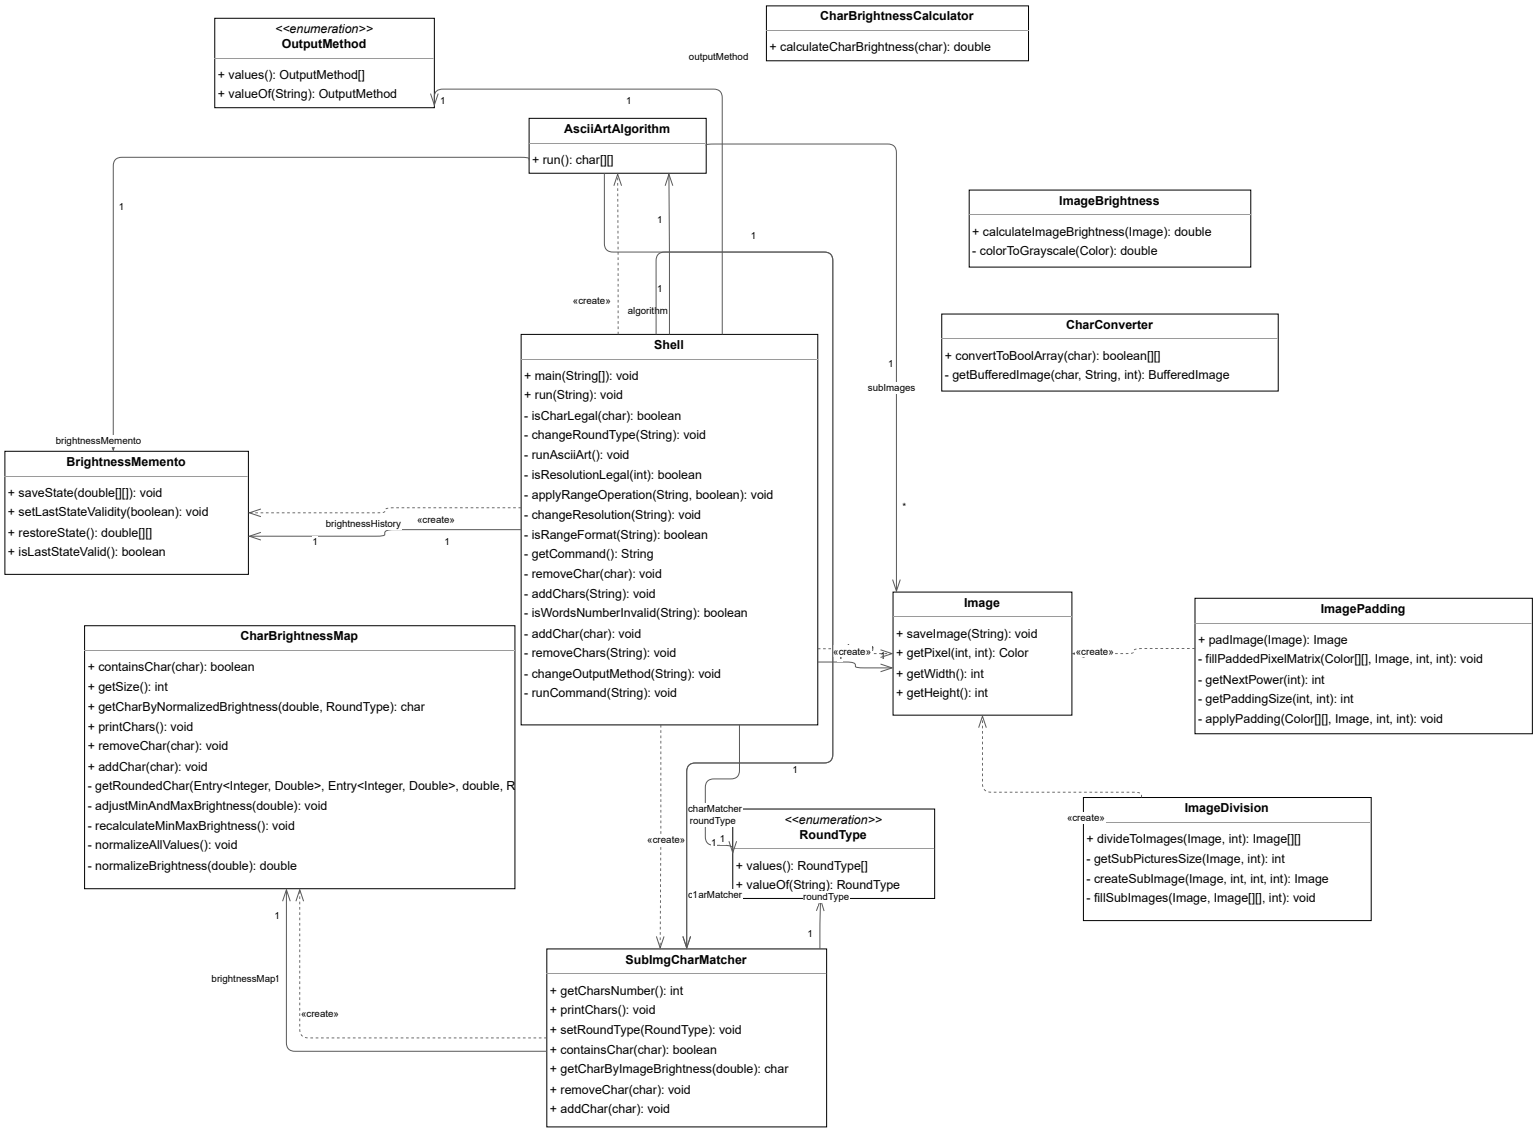 <<enumeration>>
OutputMethod
+ values(): OutputMethod[]
+ valueOf(String): OutputMethod
CharBrightnessCalculator
+ calculateCharBrightness(char): double
outputMethod
1
1
AsciiArtAlgorithm
+ run(): char[][]
1
1
1
«create»
1
algorithm
ImageBrightness
+ calculateImageBrightness(Image): double
- colorToGrayscale(Color): double
CharConverter
+ convertToBoolArray(char): boolean[][]
- getBufferedImage(char, String, int): BufferedImage
1
subImages
*
Shell
+ main(String[]): void
+ run(String): void
- isCharLegal(char): boolean
- changeRoundType(String): void
- runAsciiArt(): void
- isResolutionLegal(int): boolean
- applyRangeOperation(String, boolean): void
- changeResolution(String): void
- isRangeFormat(String): boolean
- getCommand(): String
- removeChar(char): void
- addChars(String): void
- isWordsNumberInvalid(String): boolean
- addChar(char): void
- removeChars(String): void
- changeOutputMethod(String): void
- runCommand(String): void
brightnessMemento
BrightnessMemento
+ saveState(double[][]): void
+ setLastStateValidity(boolean): void
+ restoreState(): double[][]
+ isLastStateValid(): boolean
brightnessHistory
«create»
1
1
CharBrightnessMap
+ containsChar(char): boolean
+ getSize(): int
+ getCharByNormalizedBrightness(double, RoundType): char
+ printChars(): void
+ removeChar(char): void
+ addChar(char): void
- getRoundedChar(Entry<Integer, Double>, Entry<Integer, Double>, double, R
- adjustMinAndMaxBrightness(double): void
- recalculateMinMaxBrightness(): void
- normalizeAllValues(): void
- normalizeBrightness(double): double
Image
+ saveImage(String): void
+ getPixel(int, int): Color
+ getWidth(): int
+ getHeight(): int
«create»
«create»
ImagePadding
+ padImage(Image): Image
- fillPaddedPixelMatrix(Color[][], Image, int, int): void
- getNextPower(int): int
- getPaddingSize(int, int): int
- applyPadding(Color[][], Image, int, int): void
ImageDivision
«create»
+ divideToImages(Image, int): Image[][]
- getSubPicturesSize(Image, int): int
- createSubImage(Image, int, int, int): Image
- fillSubImages(Image, Image[][], int): void
1
charMatcher
roundType
1
1
«create»
<<enumeration>>
RoundType
+ values(): RoundType[]
+ valueOf(String): RoundType
c1arMatcher
roundType
1
1
brightnessMap1
«create»
SubImgCharMatcher
+ getCharsNumber(): int
+ printChars(): void
+ setRoundType(RoundType): void
+ containsChar(char): boolean
+ getCharByImageBrightness(double): char
+ removeChar(char): void
+ addChar(char): void